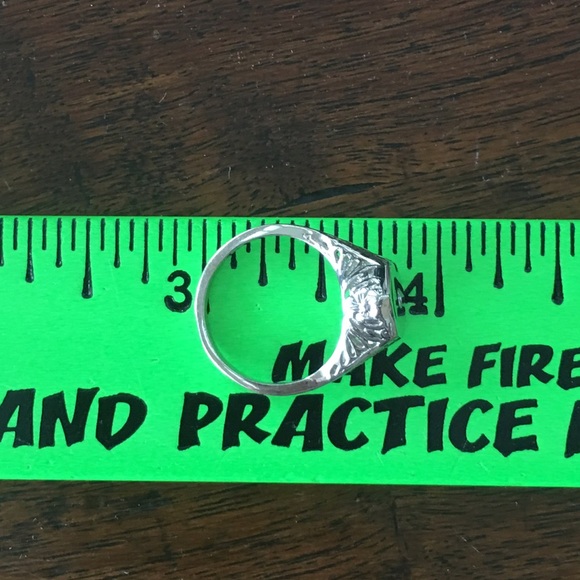 3 4
MAKE FIRE
AND PRACTICE